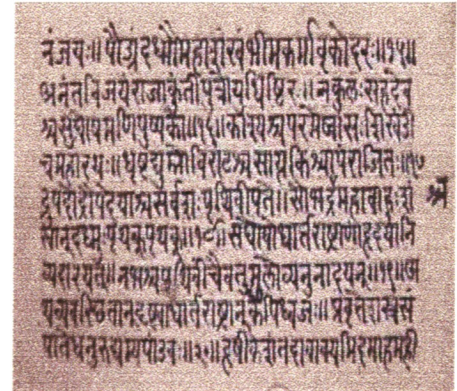 नंजयः॥ पौंड्रं दध्मौ महाशंखं भीमकर्मा वृकोदरः॥१५॥
अनंतविजयं राजा कुंतीपुत्रो युधिष्ठिरः॥ नकुलः सहदेव
श्च सुघोषमणिपुष्पकौ॥१६॥ काश्यश्च परमेष्वासः शिखंडी
च महारथः॥ धृष्टद्युम्नो विराटश्च सात्यकिश्चापराजितः॥१७
द्रुपदो द्रौपदेयाश्च सर्वशः पृथिवीपते॥ सौभद्रश्च महाबाहुः शं
खान्दध्मुः पृथक् पृथक्॥१८॥ स घोषो धार्तराष्ट्राणां हृदयानि
व्यदारयत्॥ नभश्च पृथिवीं चैव तुमुलो व्यनुनादयन्॥१९॥ अ
थ व्यवस्थितान्दृष्ट्वा धार्तराष्ट्रान् कपिध्वजः॥ प्रवृत्ते शस्त्रसं
पाते धनुरुद्यम्य पांडवः॥२०॥ हृषीकेशं तदा वाक्यमिदमाह मही